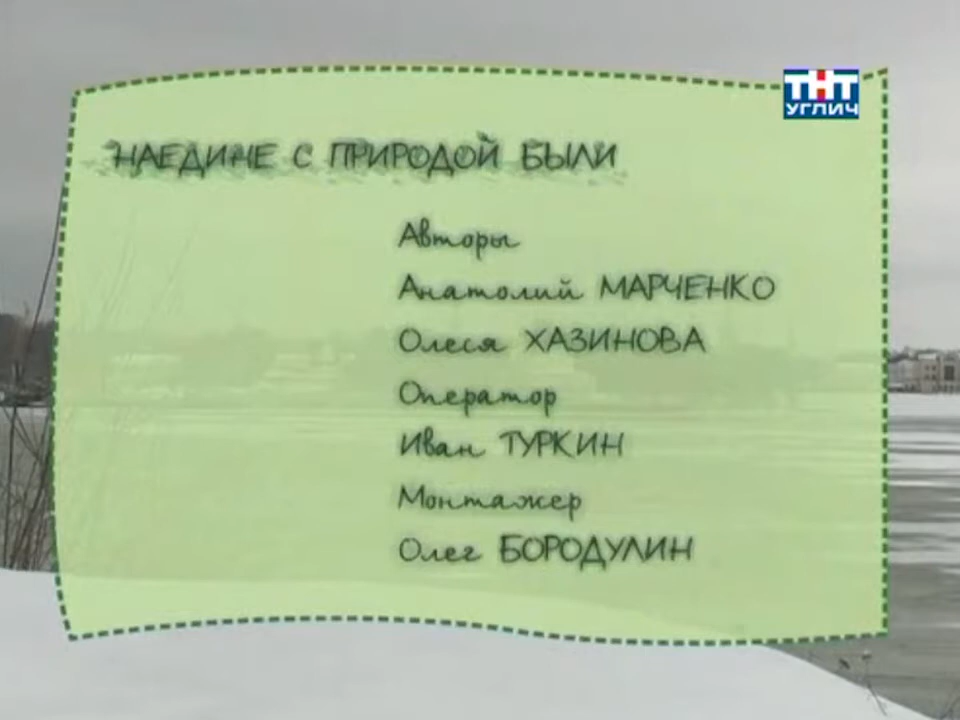 ТНТ
УГЛИЧ
НАЕДИНЕ С ПРИРОДОЙ БЫЛИ
Авторы
Анатолий МАРЧЕНКО
Олеся ХАЗИНОВА
Оператор
Иван ТУРКИН
Монтажер
Олег БОРОДУЛИН